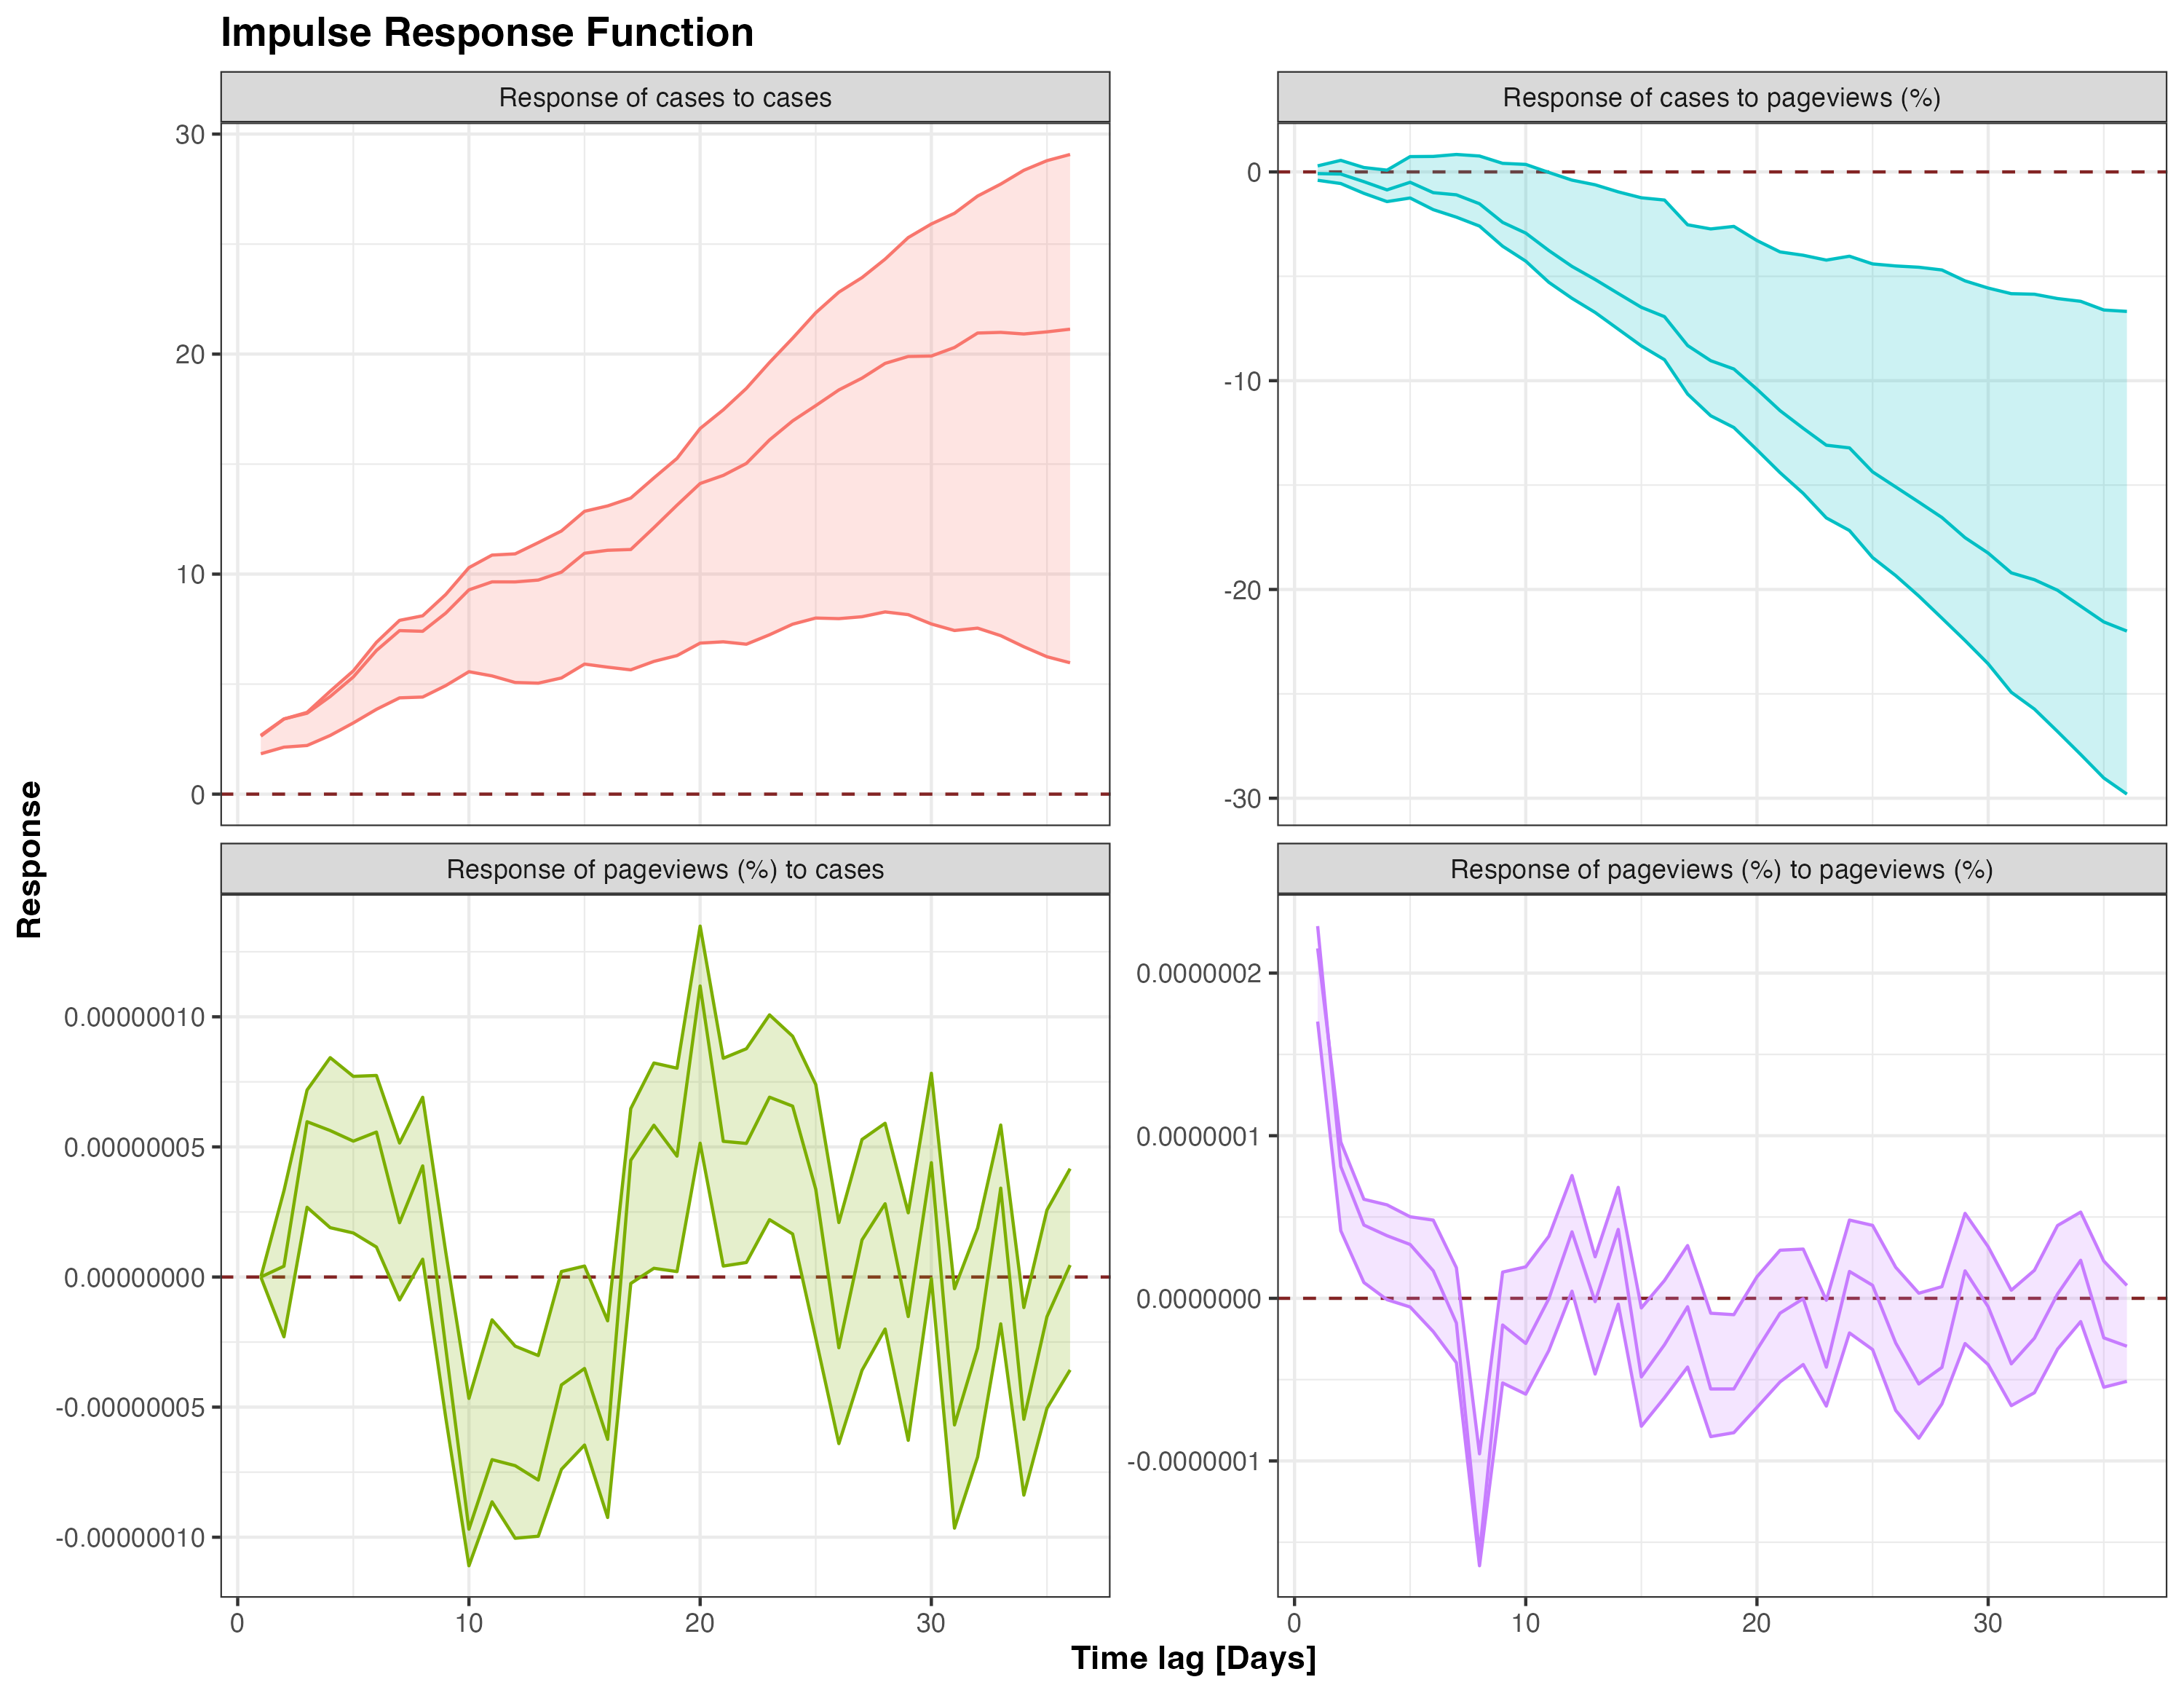 Impulse Response Function
Response of cases to cases
Response of cases to pageviews (%)
30
20
10
0
0
-10
-20
-30
Response
Response of pageviews (%) to cases
Response of pageviews (%) to pageviews (%)
0.00000010
0.00000005
0.00000000
-0.00000005
-0.00000010
0.0000002
0.0000001
0.0000000
-0.0000001
0 10 20 30
0 10 20 30
Time lag [Days]